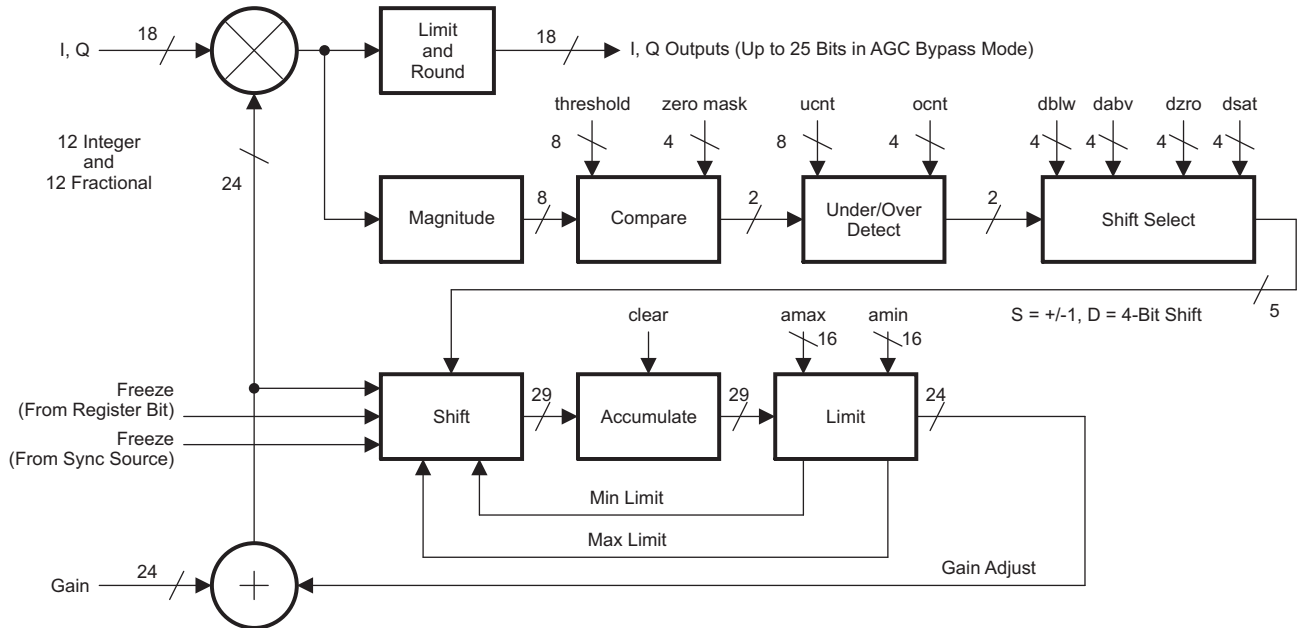 I, Q
18
Limit
and
Round
18
I, Q Outputs (Up to 25 Bits in AGC Bypass Mode)
12 Integer
and
12 Fractional
24
threshold
8
zero mask
4
ucnt
8
ocnt
4
dblw
4
dabv
4
dzro
4
dsat
4
Magnitude
8
Compare
2
Under/Over
Detect
2
Shift Select
5
S = +/-1, D = 4-Bit Shift
clear
amax
16
amin
16
Freeze
(From Register Bit)
Freeze
(From Sync Source)
Shift
29
Accumulate
29
Limit
24
Min Limit
Max Limit
Gain Adjust
Gain
24
+